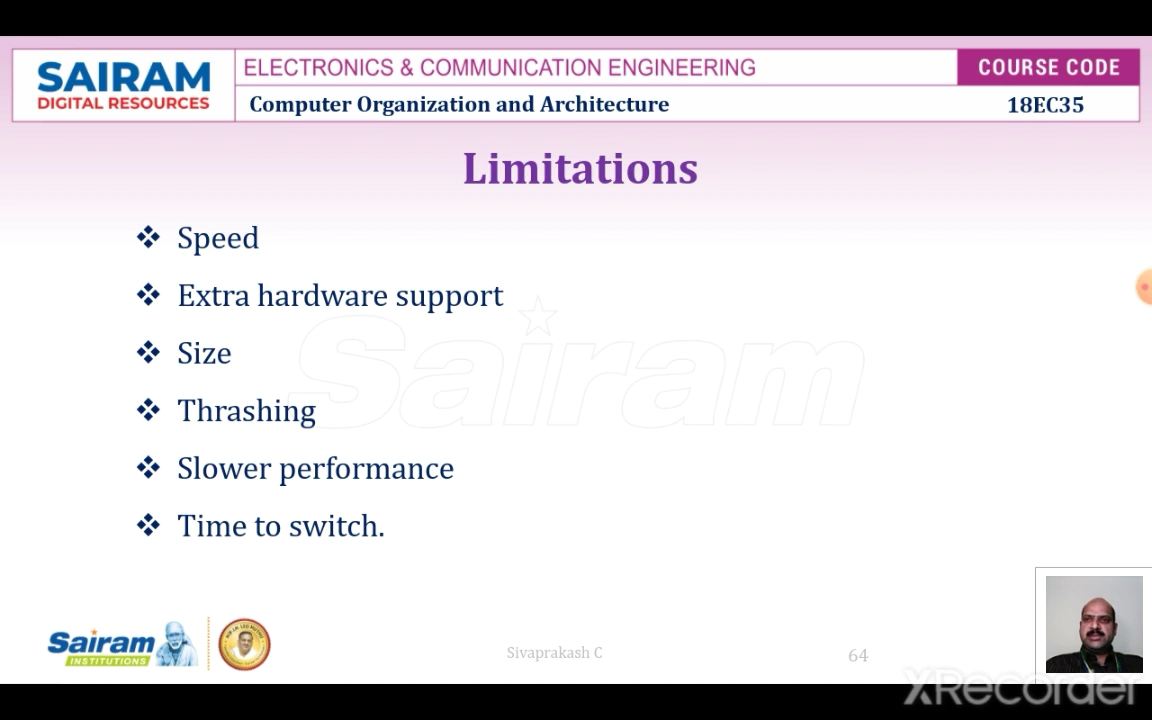 SAIRAM
DIGITAL RESOURCES
ELECTRONICS & COMMUNICATION ENGINEERING
COURSE CODE
Computer Organization and Architecture
18EC35
Limitations
❖ Speed
❖ Extra hardware support
❖ Size
❖ Thrashing
❖ Slower performance
❖ Time to switch.
Sairam
Sairam
INSTITUTIONS
Sivaprakash C
64
XRecorder